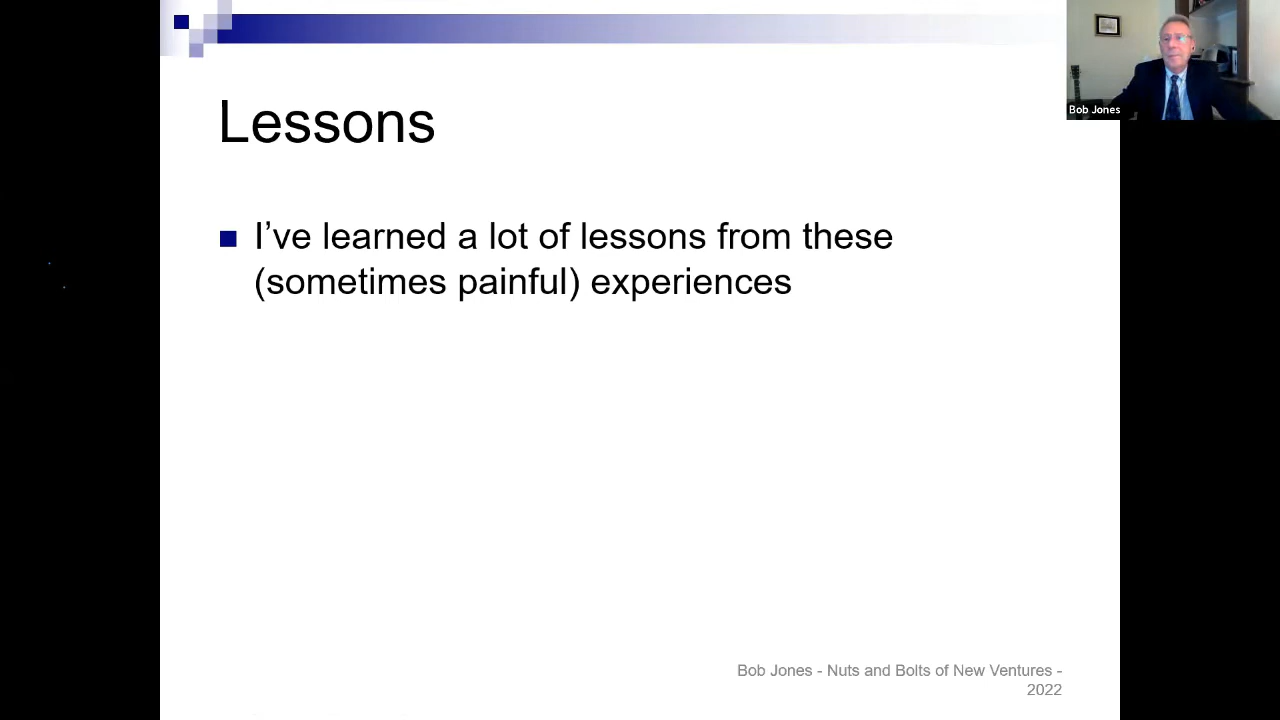 Lessons
I’ve learned a lot of lessons from these
(sometimes painful) experiences
Bob Jones - Nuts and Bolts of New Ventures -
2022
Bob Jones